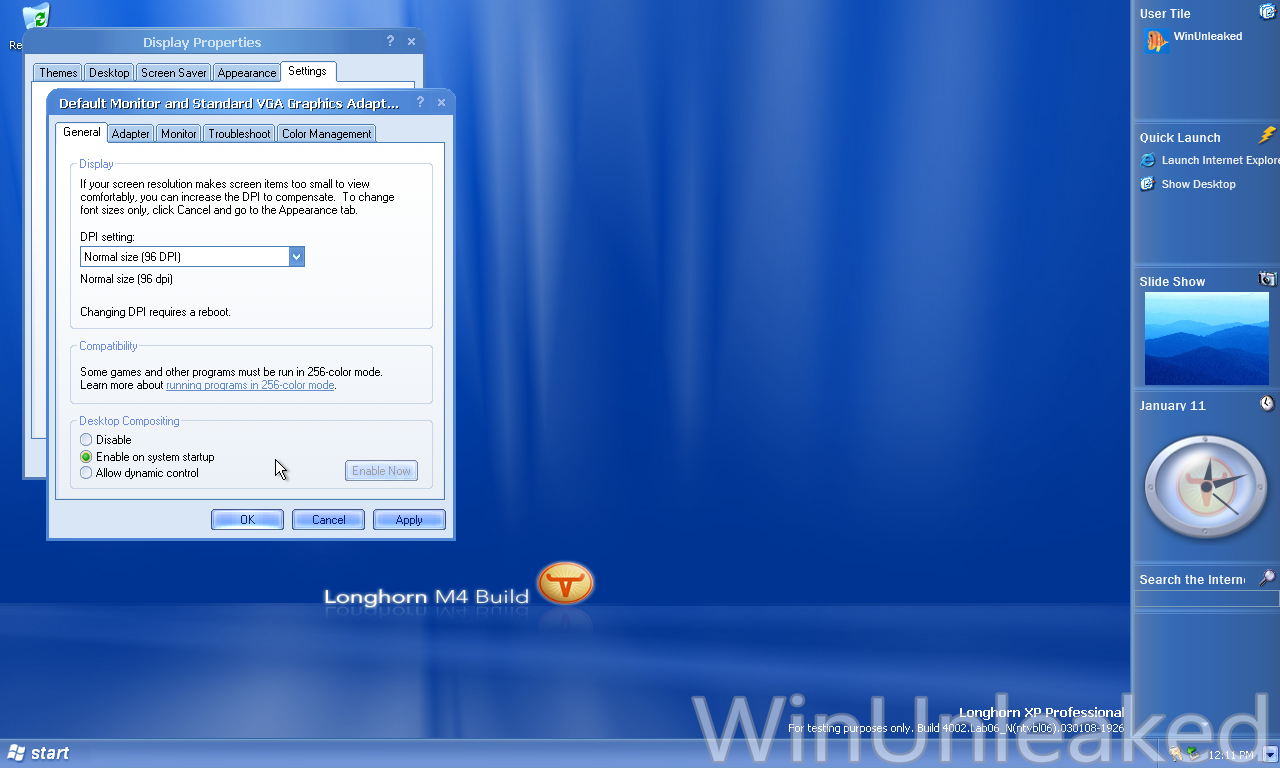 Re
Display Properties
Themes
Desktop
Screen Saver
Appearance
Settings
Default Monitor and Standard VGA Graphics Adapt...
General
Adapter
Monitor
Troubleshoot
Color Management
Display
If your screen resolution makes screen items too small to view
comfortably, you can increase the DPI to compensate.  To change
font sizes only, click Cancel and go to the Appearance tab.
DPI setting:
Normal size (96 DPI)
Normal size (96 dpi)
Changing DPI requires a reboot.
Compatibility
Some games and other programs must be run in 256-color mode.
Learn more about running programs in 256-color mode.
Desktop Compositing
Disable
Enable on system startup
Allow dynamic control
Enable Now
OK
Cancel
Apply
Longhorn M4 Build
User Tile
WinUnleaked
Quick Launch
Launch Internet Explore
Show Desktop
Slide Show
January 11
Search the Intern
Longhorn XP Professional
For testing purposes only. Build 4002.Lab06_N(ntvbl06).030108-1926
WinUnleaked
start
12:11 PM